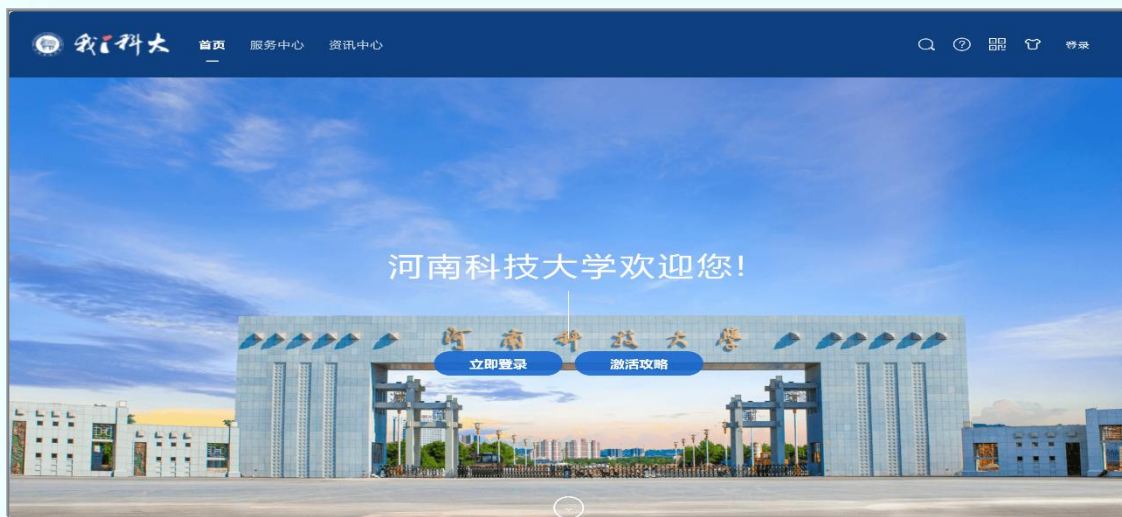 我i科大
首页
服务中心
资讯中心
登录
河南科技大学欢迎您!
河南科技大学
立即登录
激活攻略